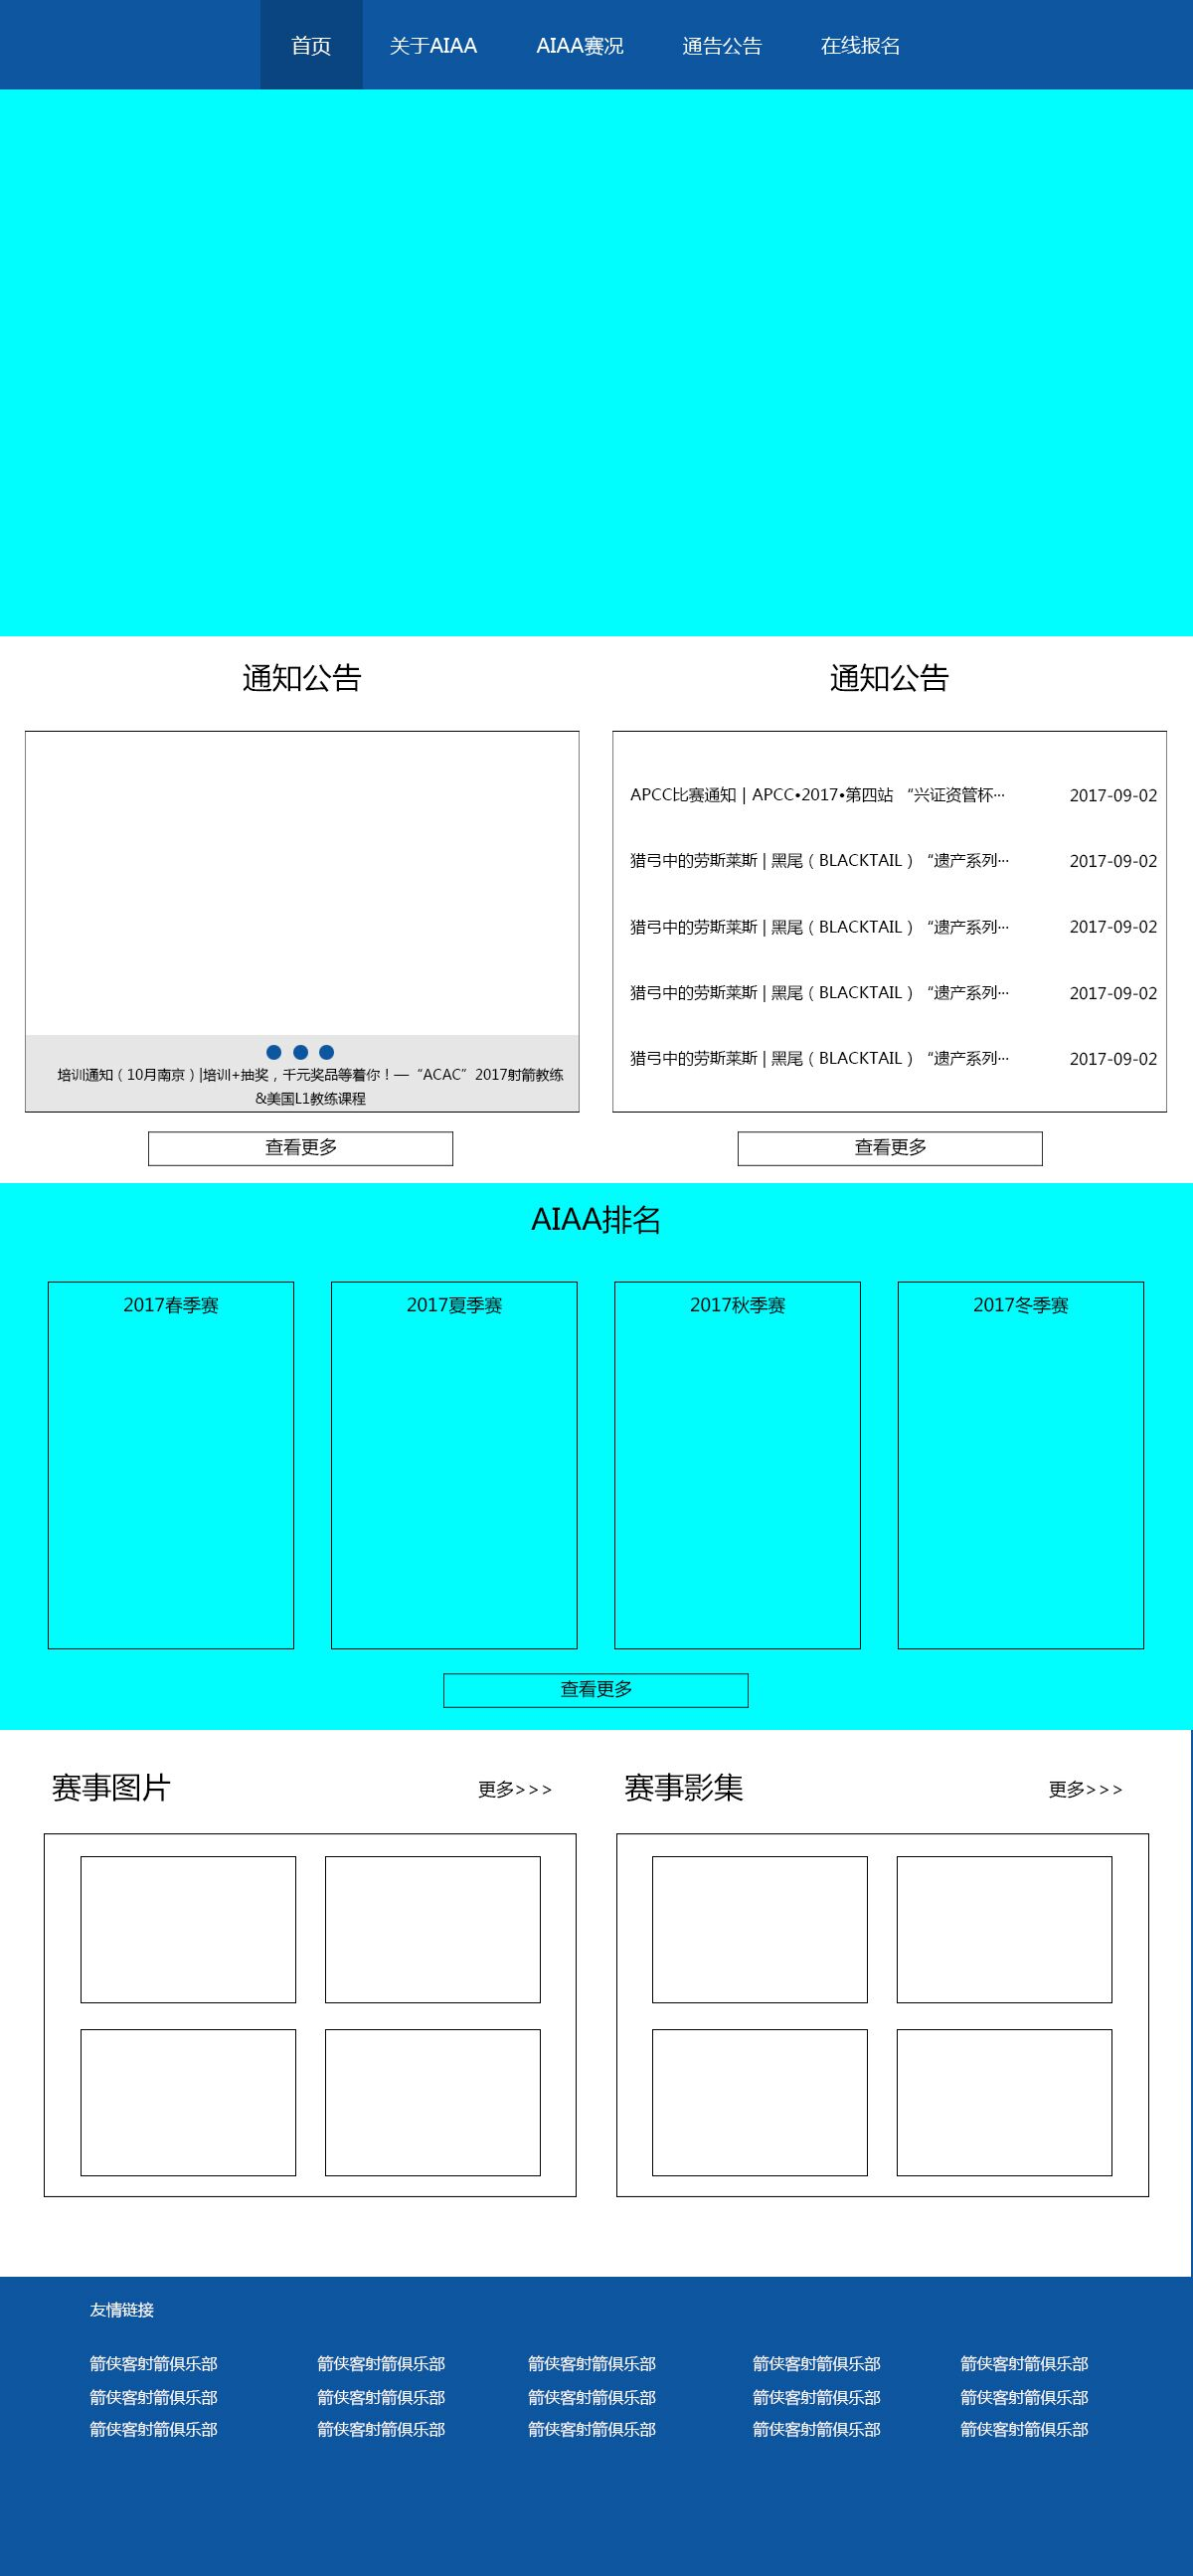 首页 关于AIAA AIAA赛况 通告公告 在线报名
通知公告
培训通知（10月南京）|培训+抽奖，千元奖品等着你！—“ACAC”2017射箭教练
&美国L1教练课程
查看更多
通知公告
APCC比赛通知 | APCC•2017•第四站 “兴证资管杯··· 2017-09-02
猎弓中的劳斯莱斯 | 黑尾（BLACKTAIL）“遗产系列··· 2017-09-02
猎弓中的劳斯莱斯 | 黑尾（BLACKTAIL）“遗产系列··· 2017-09-02
猎弓中的劳斯莱斯 | 黑尾（BLACKTAIL）“遗产系列··· 2017-09-02
猎弓中的劳斯莱斯 | 黑尾（BLACKTAIL）“遗产系列··· 2017-09-02
查看更多
AIAA排名
2017春季赛 2017夏季赛 2017秋季赛 2017冬季赛
查看更多
赛事图片 更多>>>
赛事影集 更多>>>
友情链接
箭侠客射箭俱乐部 箭侠客射箭俱乐部 箭侠客射箭俱乐部 箭侠客射箭俱乐部 箭侠客射箭俱乐部
箭侠客射箭俱乐部 箭侠客射箭俱乐部 箭侠客射箭俱乐部 箭侠客射箭俱乐部 箭侠客射箭俱乐部
箭侠客射箭俱乐部 箭侠客射箭俱乐部 箭侠客射箭俱乐部 箭侠客射箭俱乐部 箭侠客射箭俱乐部